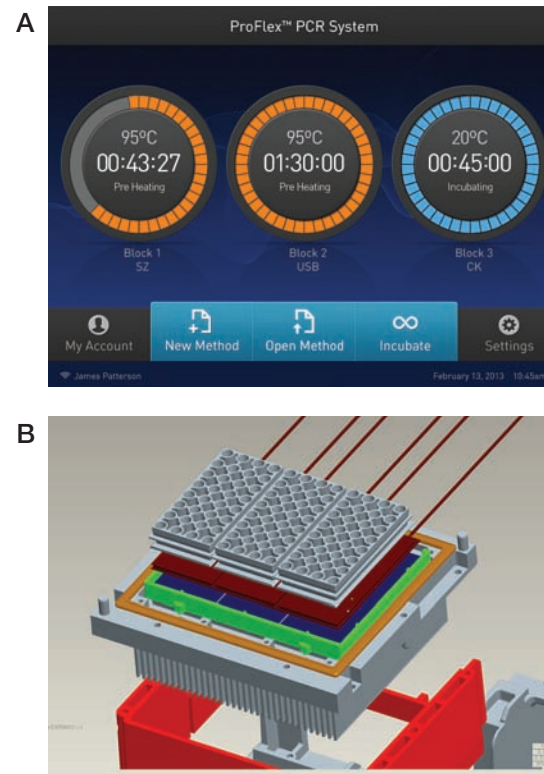 A
ProFlex™ PCR System
95ºC
00:43:27
Pre Heating
95ºC
01:30:00
Pre Heating
20ºC
00:45:00
Incubating
Block 1
SZ
Block 2
USB
Block 3
CK
My Account
New Method
Open Method
Incubate
Settings
James Patterson
February 13, 2013 10:45am
B